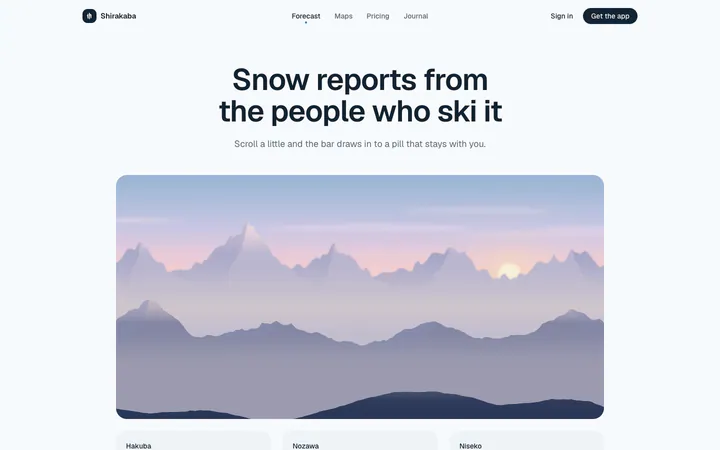 Shirakaba
Forecast
Maps
Pricing
Journal
Sign in
Get the app
Snow reports from
the people who ski it
Scroll a little and the bar draws in to a pill that stays with you.
Hakuba
Nozawa
Niseko